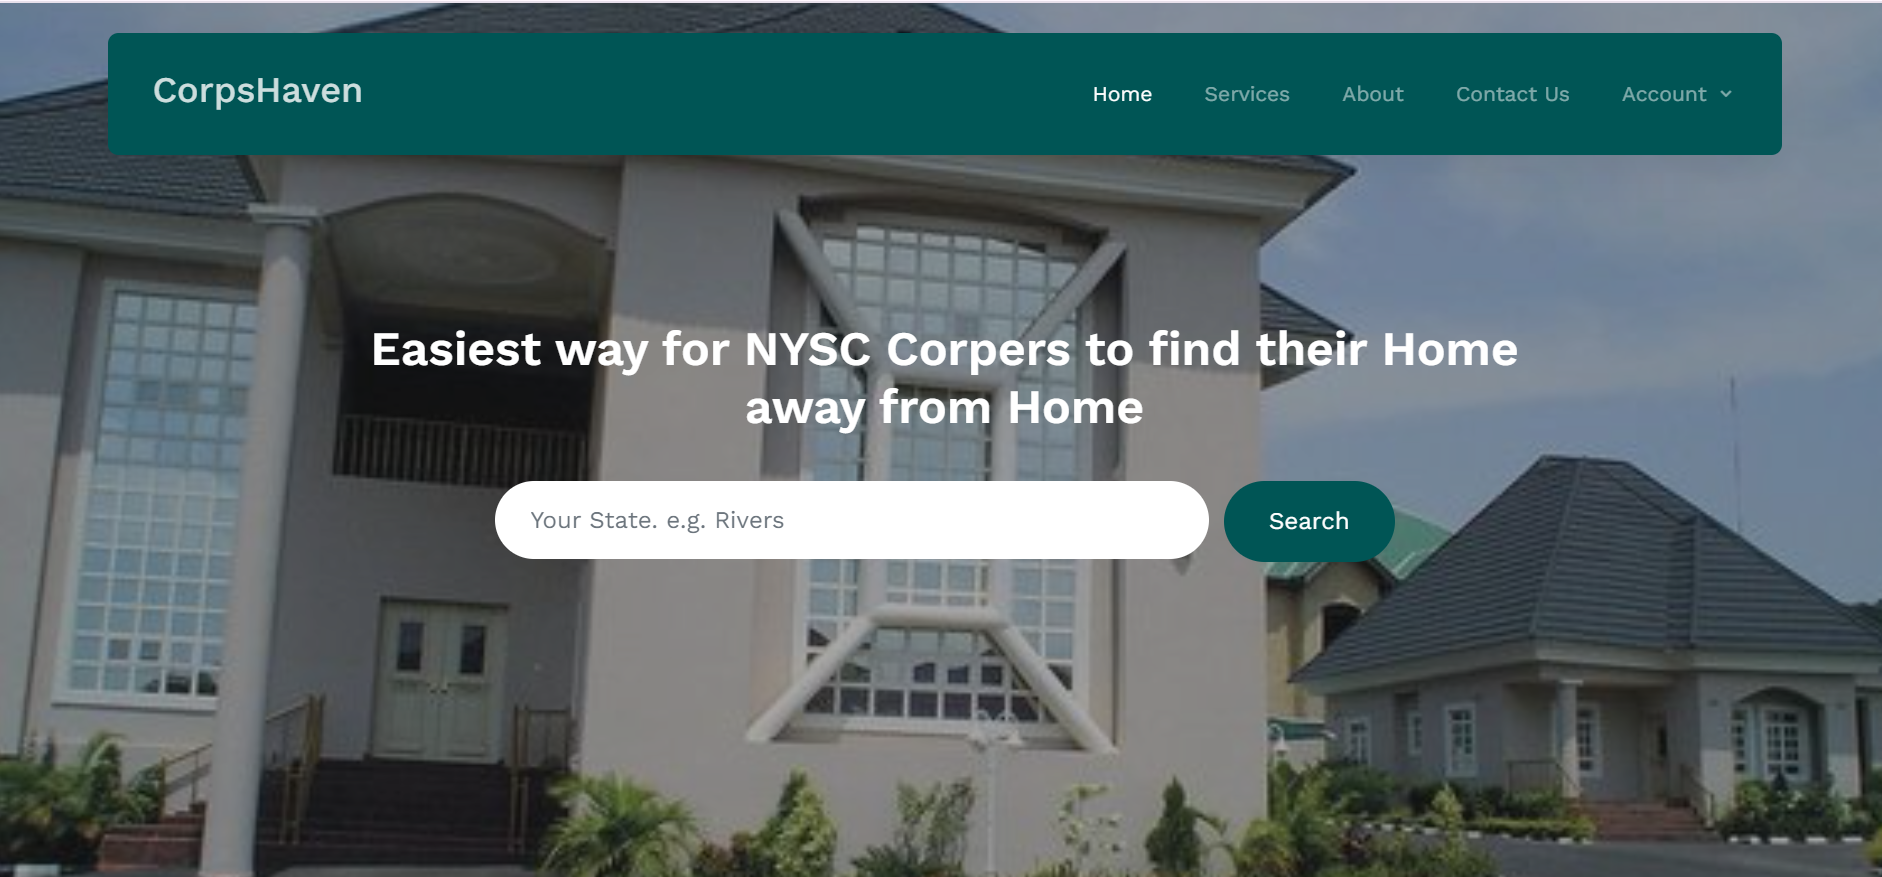 CorpsHaven
Home Services About Contact Us Account
Easiest way for NYSC Corpers to find their Home
away from Home
Your State. e.g. Rivers
Search